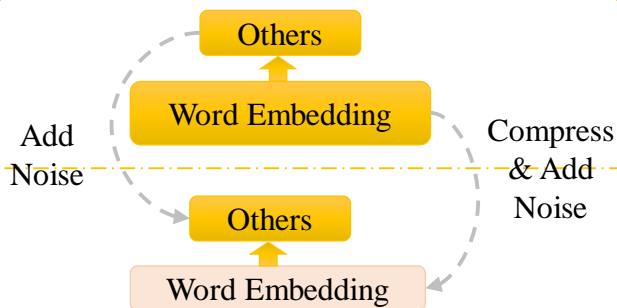 Others
Word Embedding
Add
Noise
Compress
& Add
Noise
Others
Word Embedding